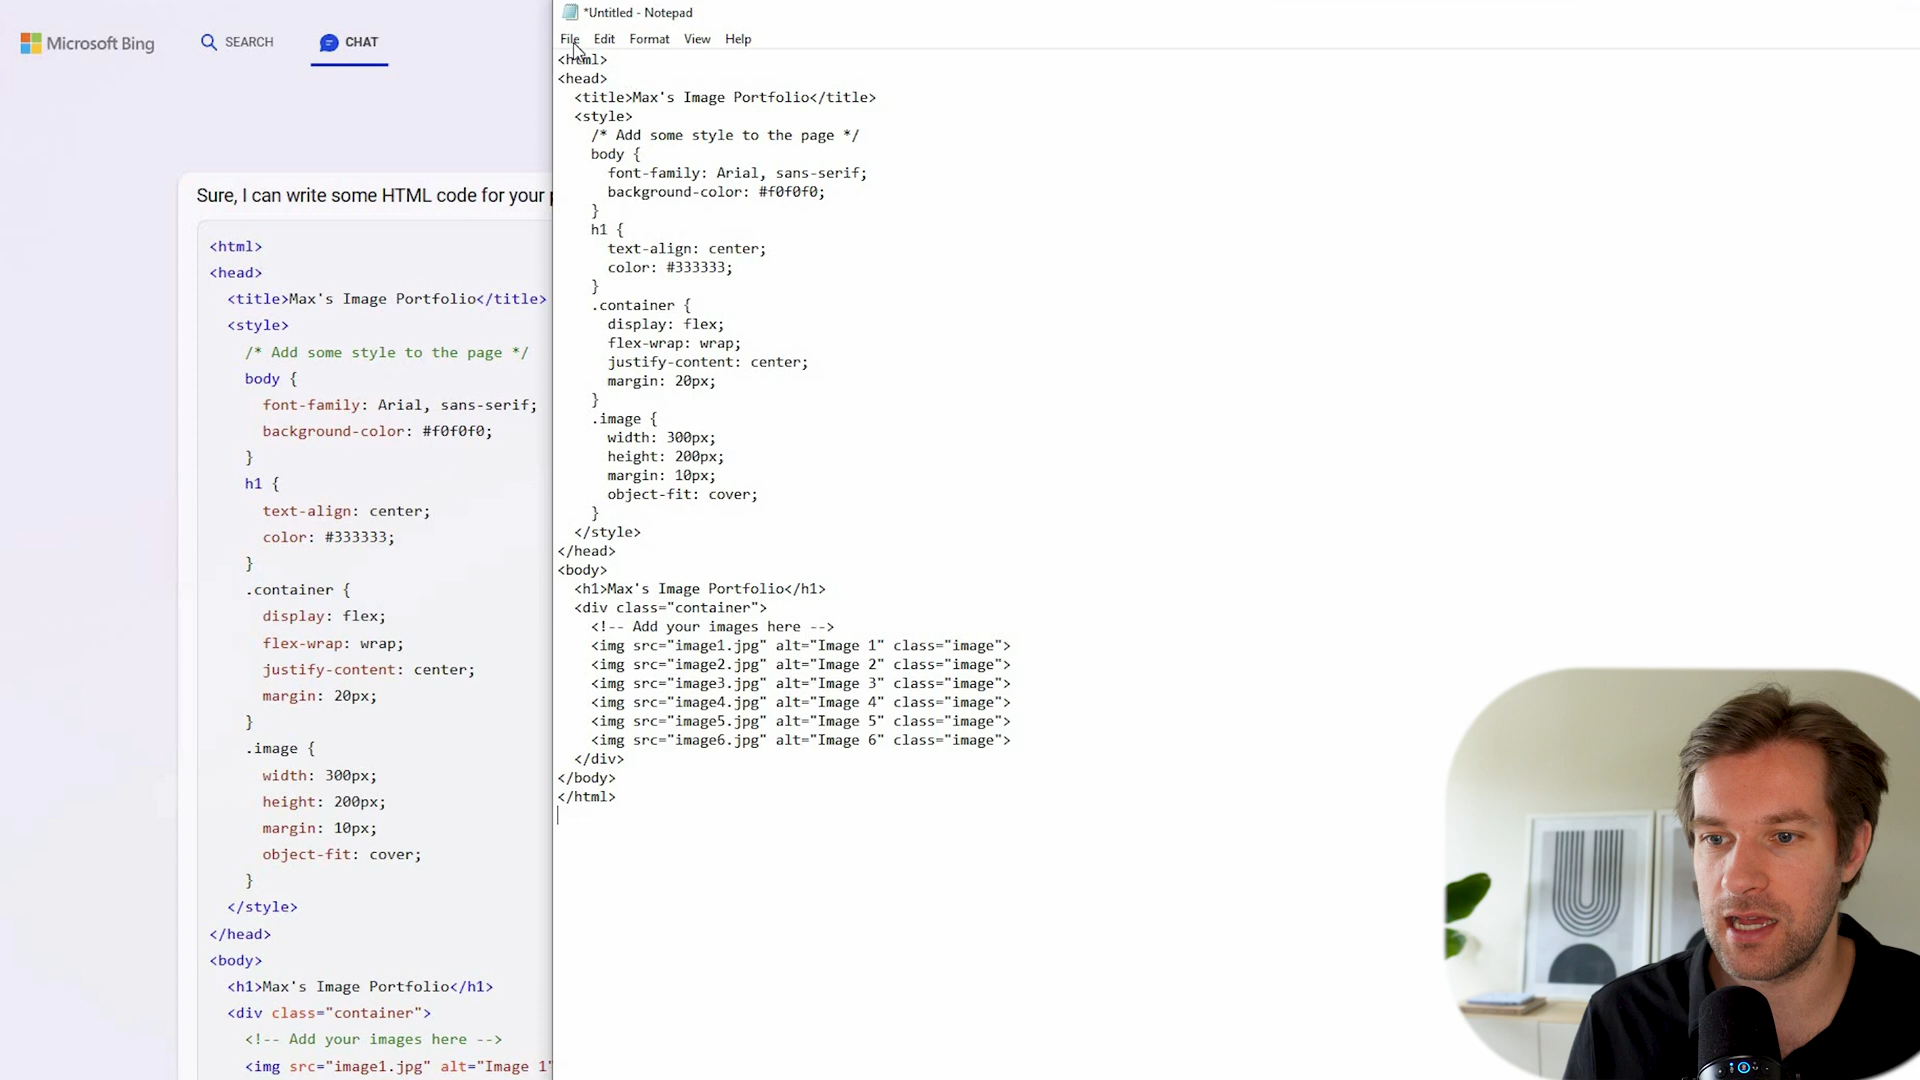 Microsoft Bing
SEARCH
CHAT
Sure, I can write some HTML code for your
<html>
<head>
<title>Max's Image Portfolio</title>
<style>
/* Add some style to the page */
body {
font-family: Arial, sans-serif;
background-color: #f0f0f0;
}
h1 {
text-align: center;
color: #333333;
}
.container {
display: flex;
flex-wrap: wrap;
justify-content: center;
margin: 20px;
}
.image {
width: 300px;
height: 200px;
margin: 10px;
object-fit: cover;
}
</style>
</head>
<body>
<h1>Max's Image Portfolio</h1>
<div class="container">
<!-- Add your images here -->
<img src="image1.jpg" alt="Image 1"
*Untitled - Notepad
File Edit Format View Help
<html>
<head>
<title>Max's Image Portfolio</title>
<style>
/* Add some style to the page */
body {
font-family: Arial, sans-serif;
background-color: #f0f0f0;
}
h1 {
text-align: center;
color: #333333;
}
.container {
display: flex;
flex-wrap: wrap;
justify-content: center;
margin: 20px;
}
.image {
width: 300px;
height: 200px;
margin: 10px;
object-fit: cover;
}
</style>
</head>
<body>
<h1>Max's Image Portfolio</h1>
<div class="container">
<!-- Add your images here -->
<img src="image1.jpg" alt="Image 1" class="image">
<img src="image2.jpg" alt="Image 2" class="image">
<img src="image3.jpg" alt="Image 3" class="image">
<img src="image4.jpg" alt="Image 4" class="image">
<img src="image5.jpg" alt="Image 5" class="image">
<img src="image6.jpg" alt="Image 6" class="image">
</div>
</body>
</html>